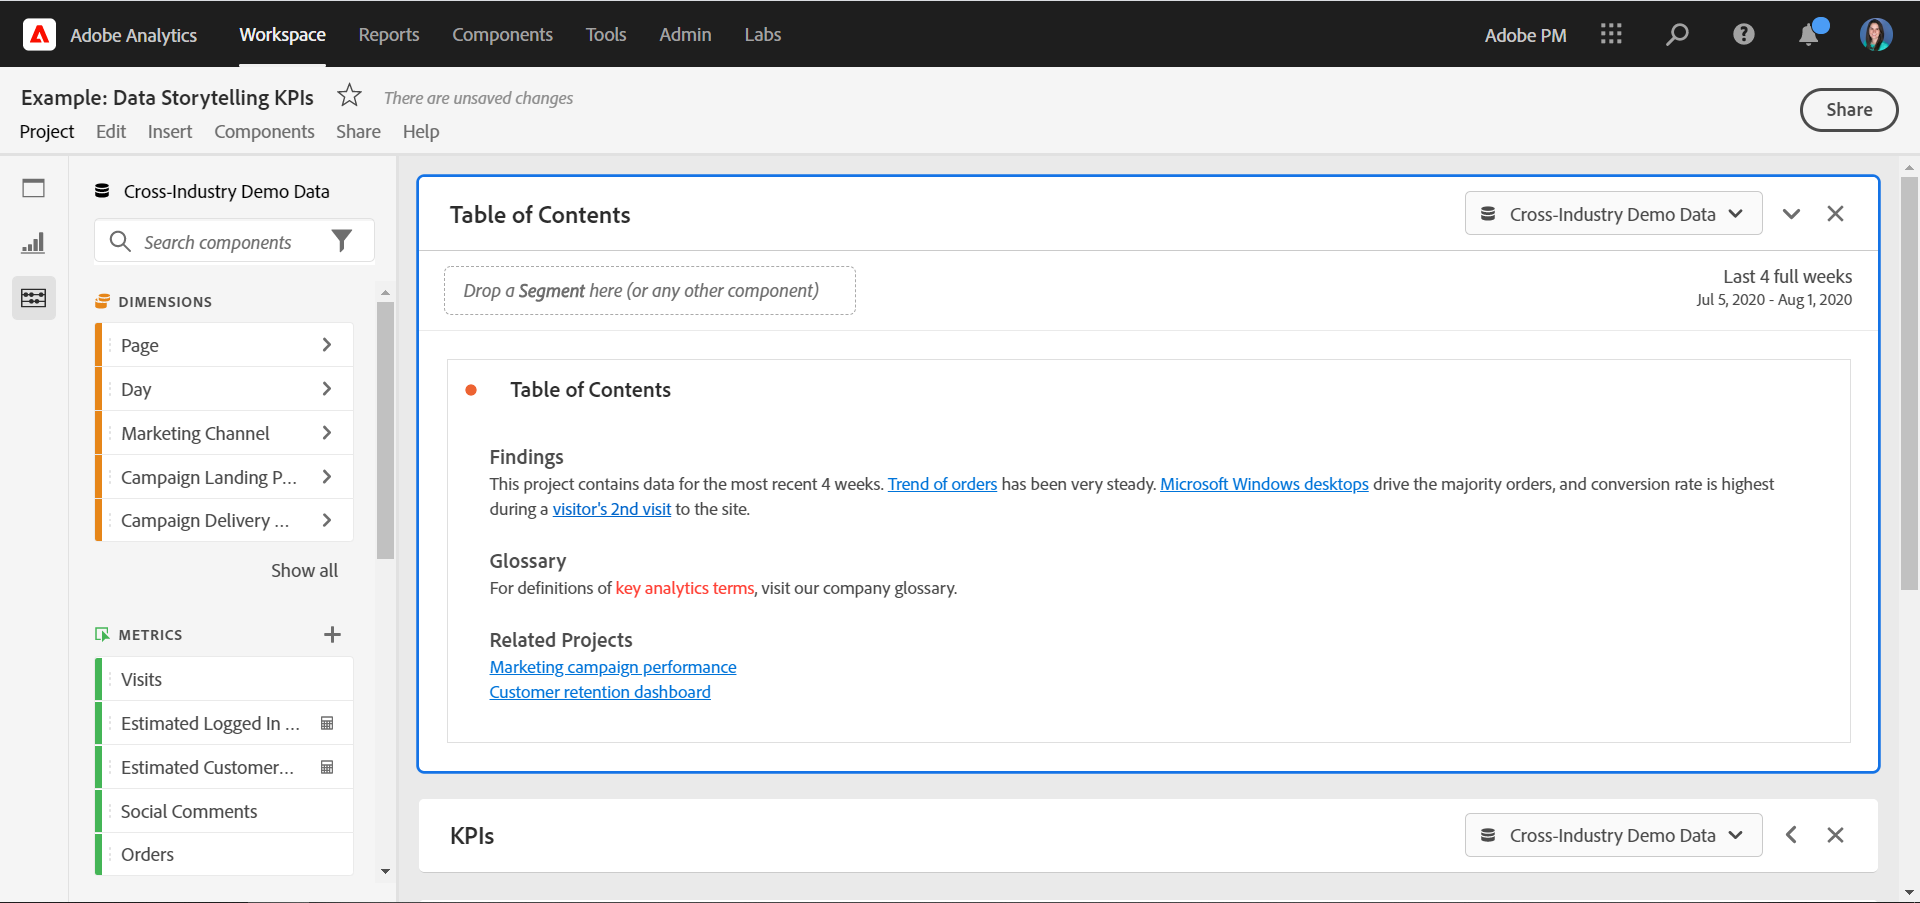 Adobe Analytics Workspace Reports Components Tools Admin Labs Adobe PM
Example: Data Storytelling KPIs There are unsaved changes
Project Edit Insert Components Share Help
Share
Cross-Industry Demo Data
Search components
DIMENSIONS
Page
Day
Marketing Channel
Campaign Landing P...
Campaign Delivery ...
Show all
METRICS
Visits
Estimated Logged In ...
Estimated Customer...
Social Comments
Orders
Table of Contents
Cross-Industry Demo Data
Drop a Segment here (or any other component)
Last 4 full weeks
Jul 5, 2020 - Aug 1, 2020
Table of Contents
Findings
This project contains data for the most recent 4 weeks. Trend of orders has been very steady. Microsoft Windows desktops drive the majority orders, and conversion rate is highest
during a visitor's 2nd visit to the site.
Glossary
For definitions of key analytics terms, visit our company glossary.
Related Projects
Marketing campaign performance
Customer retention dashboard
KPIs
Cross-Industry Demo Data